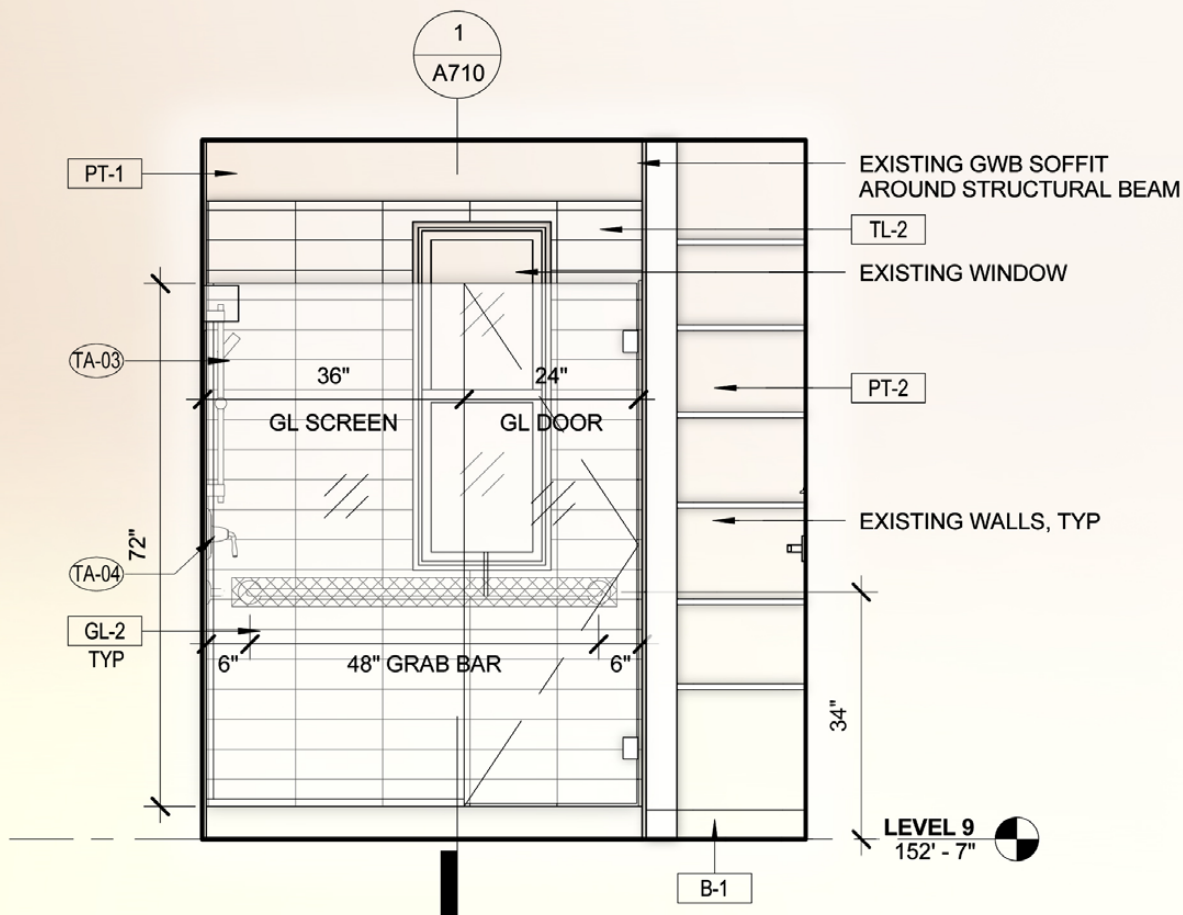 1
A710
PT-1
EXISTING GWB SOFFIT
AROUND STRUCTURAL BEAM
TL-2
EXISTING WINDOW
TA-03
36"
24"
PT-2
GL SCREEN
GL DOOR
72"
EXISTING WALLS, TYP
TA-04
GL-2
TYP
6"
48" GRAB BAR
6"
34"
LEVEL 9
152' - 7"
B-1